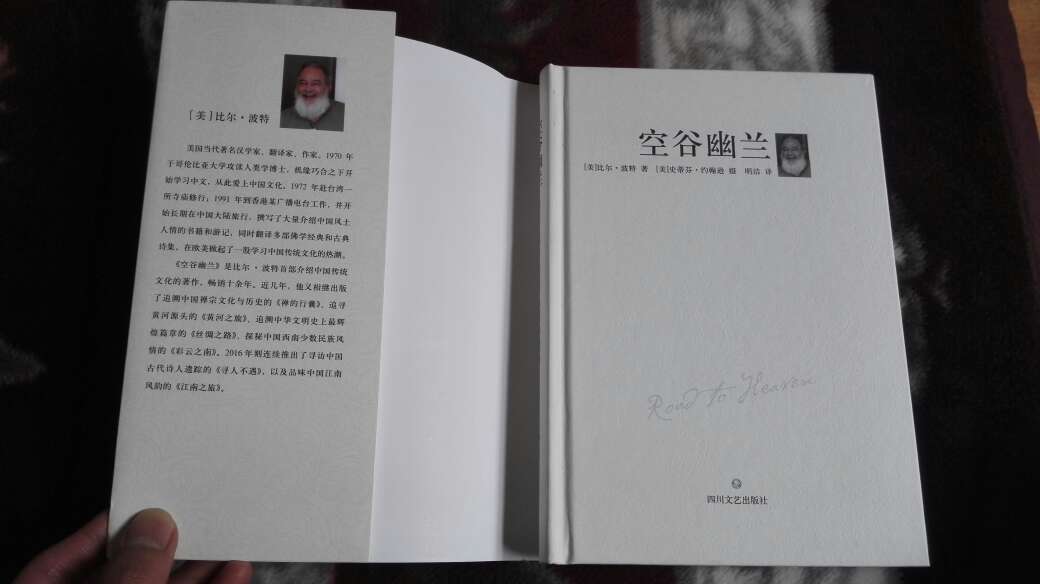 [美]比尔·波特
美国当代著名汉学家、翻译家、作家。1970 年
于哥伦比亚大学攻读人类学博士，机缘巧合之下开
始学习中文，从此爱上中国文化。1972 年赴台湾一
所寺庙修行；1991 年到香港某广播电台工作，并开
始长期在中国大陆旅行，撰写了大量介绍中国风土
人情的书籍和游记，同时翻译多部佛学经典和古典
诗集，在欧美掀起了一股学习中国传统文化的热潮。
《空谷幽兰》是比尔·波特首部介绍中国传统
文化的著作，畅销十余年。近几年，他又相继出版
了追溯中国禅宗文化与历史的《禅的行囊》、追寻
黄河源头的《黄河之旅》、追溯中华文明史上最辉
煌篇章的《丝绸之路》、探秘中国西南少数民族风
情的《彩云之南》。2016 年则连续推出了寻访中国
古代诗人遗踪的《寻人不遇》，以及品味中国江南
风韵的《江南之旅》。
空谷幽兰
[美]比尔·波特 著 [美]史蒂芬·约翰逊 摄 明洁 译
Road to Heaven
四川文艺出版社